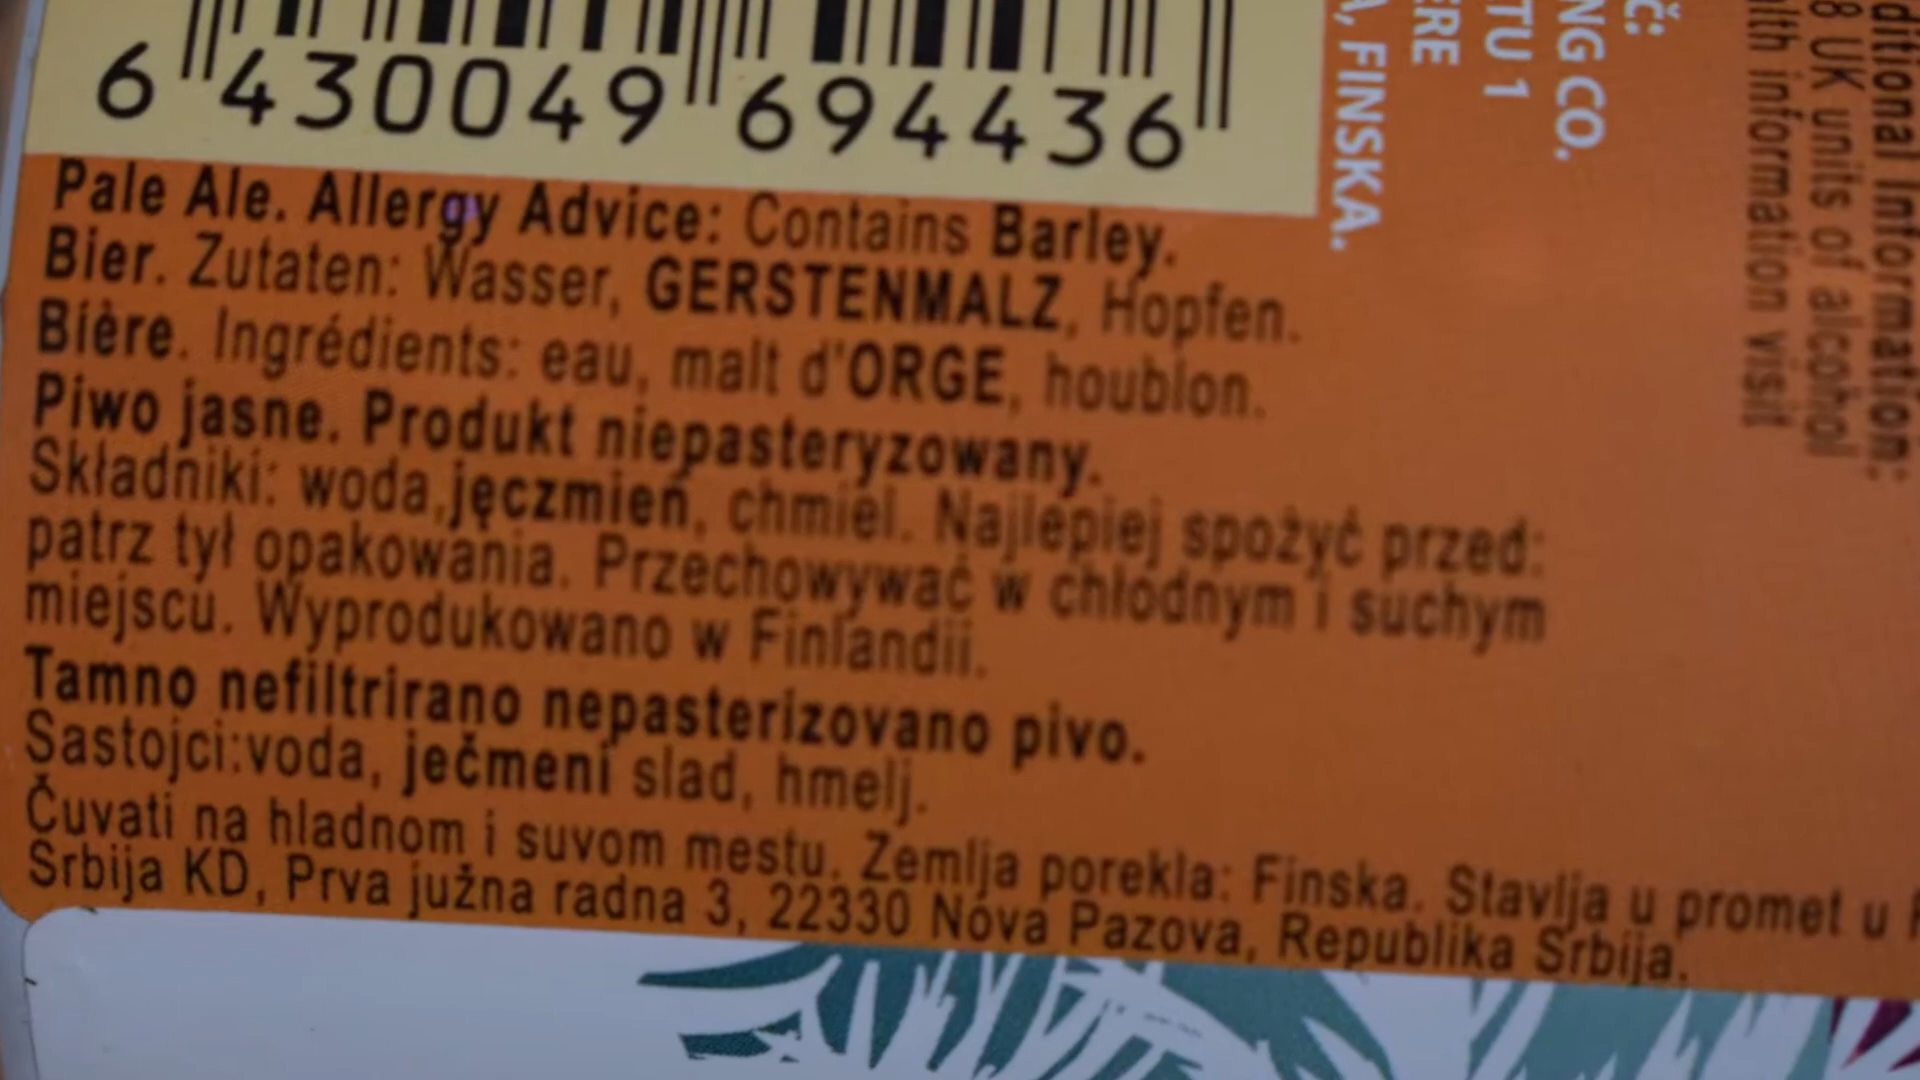 6 430049 694436
Pale Ale. Allergy Advice: Contains Barley.
Bier. Zutaten: Wasser, GERSTENMALZ, Hopfen.
Bière. Ingrédients: eau, malt d'ORGE, houblon.
Piwo jasne. Produkt niepasteryzowany.
Składniki: woda,jęczmień, chmiel. Najlepiej spożyć przed:
patrz tył opakowania. Przechowywać w chłodnym i suchym
miejscu. Wyprodukowano w Finlandii.
Tamno nefiltrirano nepasterizovano pivo.
Sastojci:voda, ječmeni slad, hmelj.
Čuvati na hladnom i suvom mestu. Zemlja porekla: Finska. Stavlja u promet u
Srbija KD, Prva južna radna 3, 22330 Nova Pazova, Republika Srbija.
Č:
NG CO.
TU 1
ERE
, FINSKA.
ditional Information:
8 UK units of alcohol
lth information visit